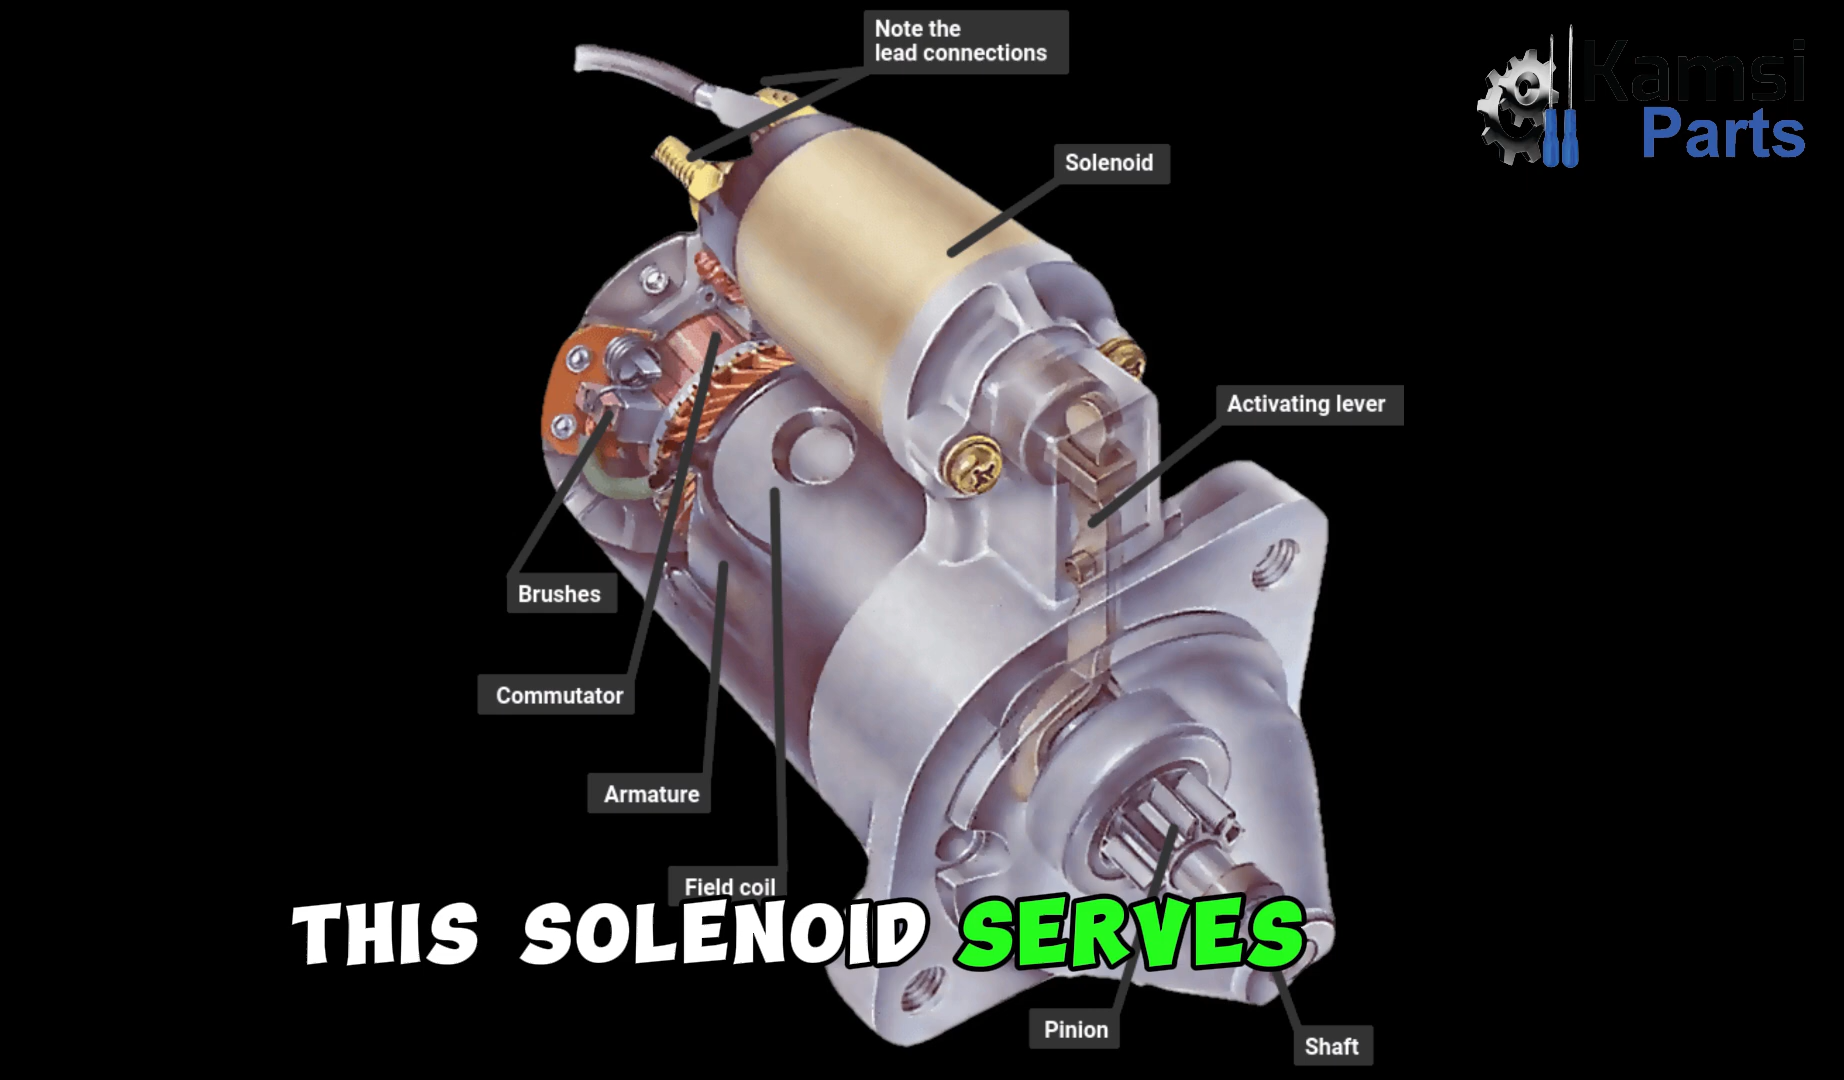 Note the
lead connections
Kamsi
Parts
C
Solenoid
Activating lever
Brushes
Commutator
Armature
Field coil
THIS SOLENOID SERVES
Pinion
Shaft